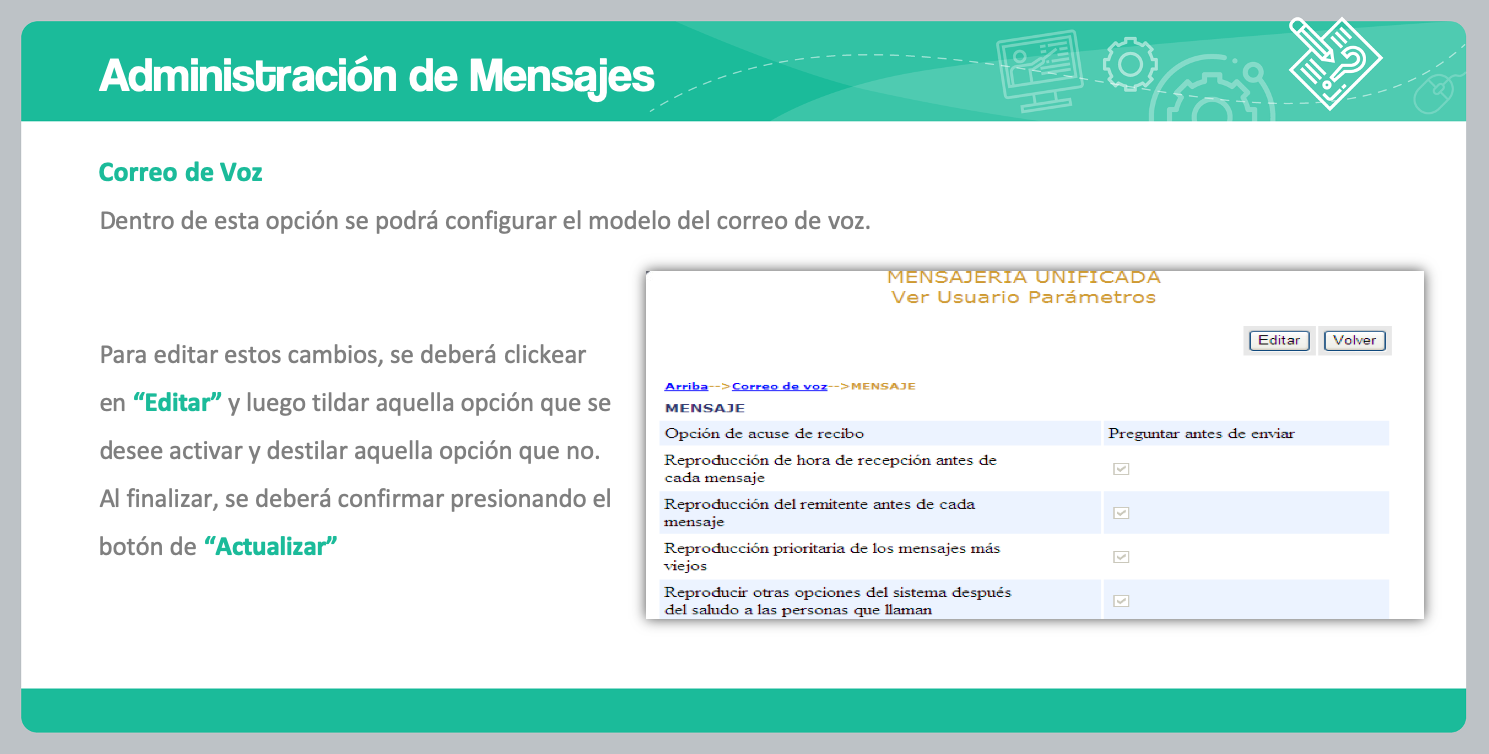 Administración de Mensajes
Correo de Voz
Dentro de esta opción se podrá configurar el modelo del correo de voz.
Para editar estos cambios, se deberá clickear
en “Editar” y luego tildar aquella opción que se
desee activar y destilar aquella opción que no.
Al finalizar, se deberá confirmar presionando el
botón de “Actualizar”
MENSAJERIA UNIFICADA
Ver Usuario Parámetros
Editar Volver
Arriba-->Correo de voz-->MENSAJE
MENSAJE
Opción de acuse de recibo Preguntar antes de enviar
Reproducción de hora de recepción antes de
cada mensaje
Reproducción del remitente antes de cada
mensaje
Reproducción prioritaria de los mensajes más
viejos
Reproducir otras opciones del sistema después
del saludo a las personas que llaman